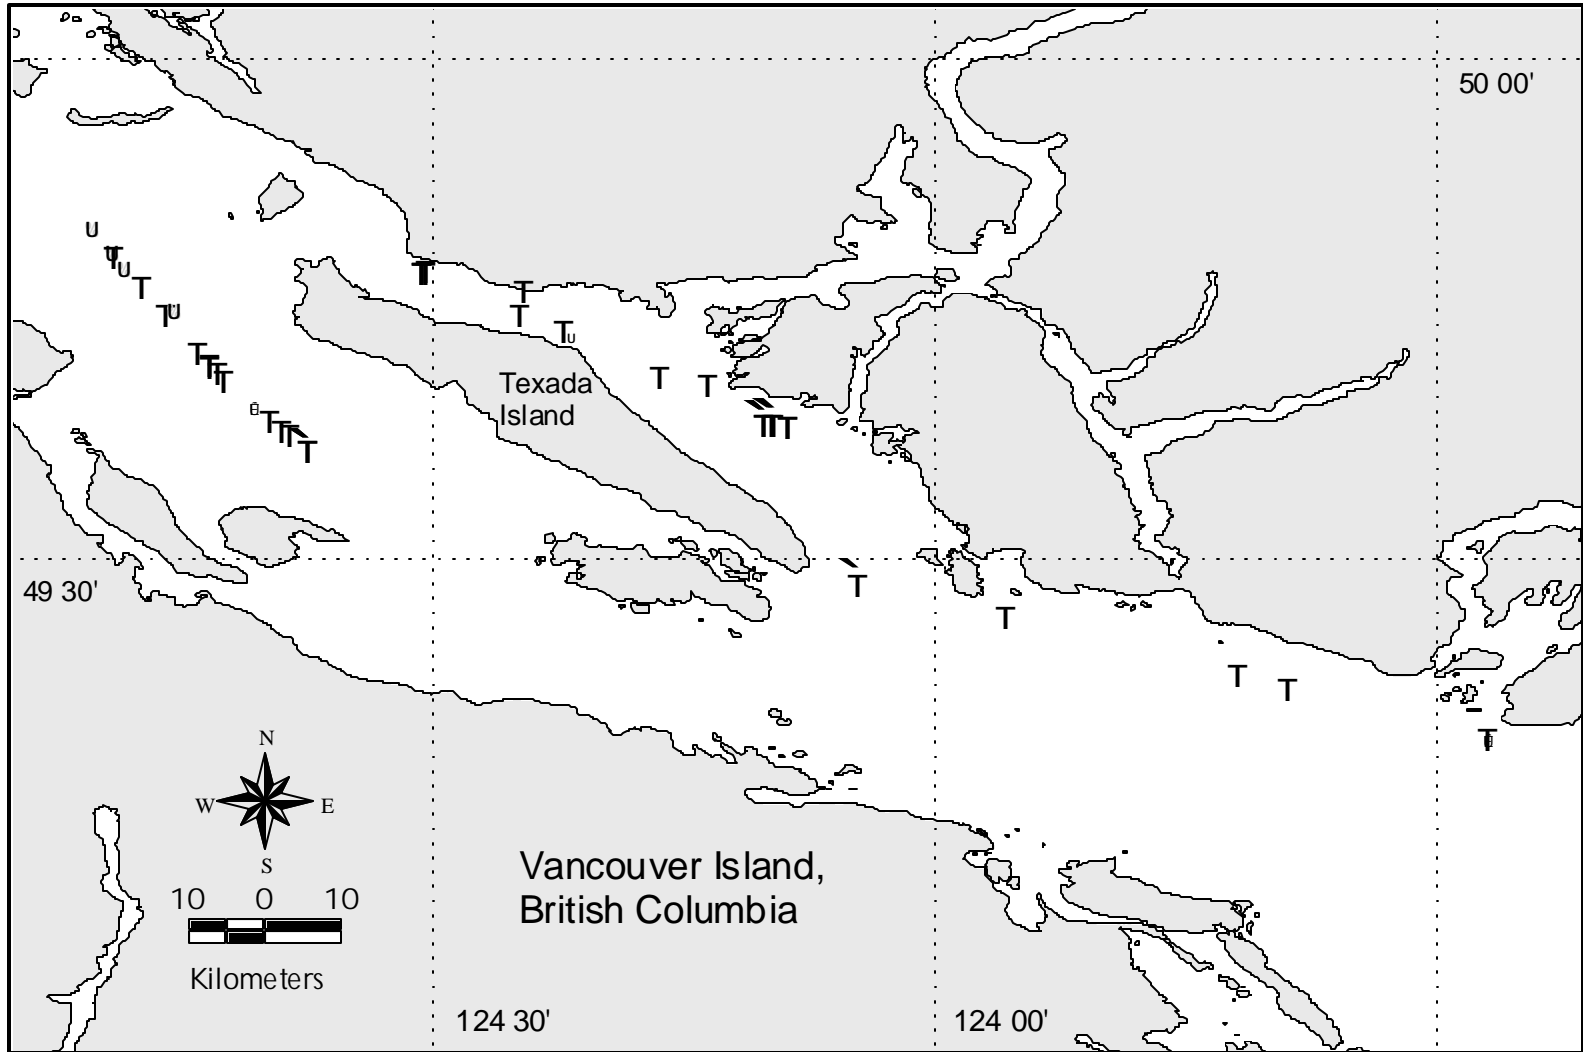 50 00'
U
T
U
U
T
T
U
T
T
T
T
T
T
T
T
T
T
T
T
T
T
U
Texada
Island
T
T
T
T
T
49 30'
T
T
T
T
T
N
W
E
S
10 0 10
Kilometers
Vancouver Island,
British Columbia
124 30'
124 00'